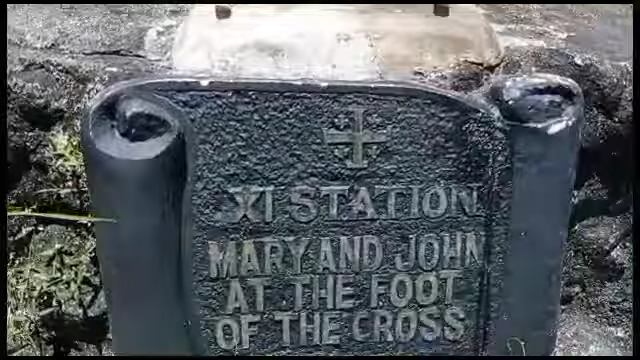 XI STATION
MARY AND JOHN
AT THE FOOT
OF THE CROSS